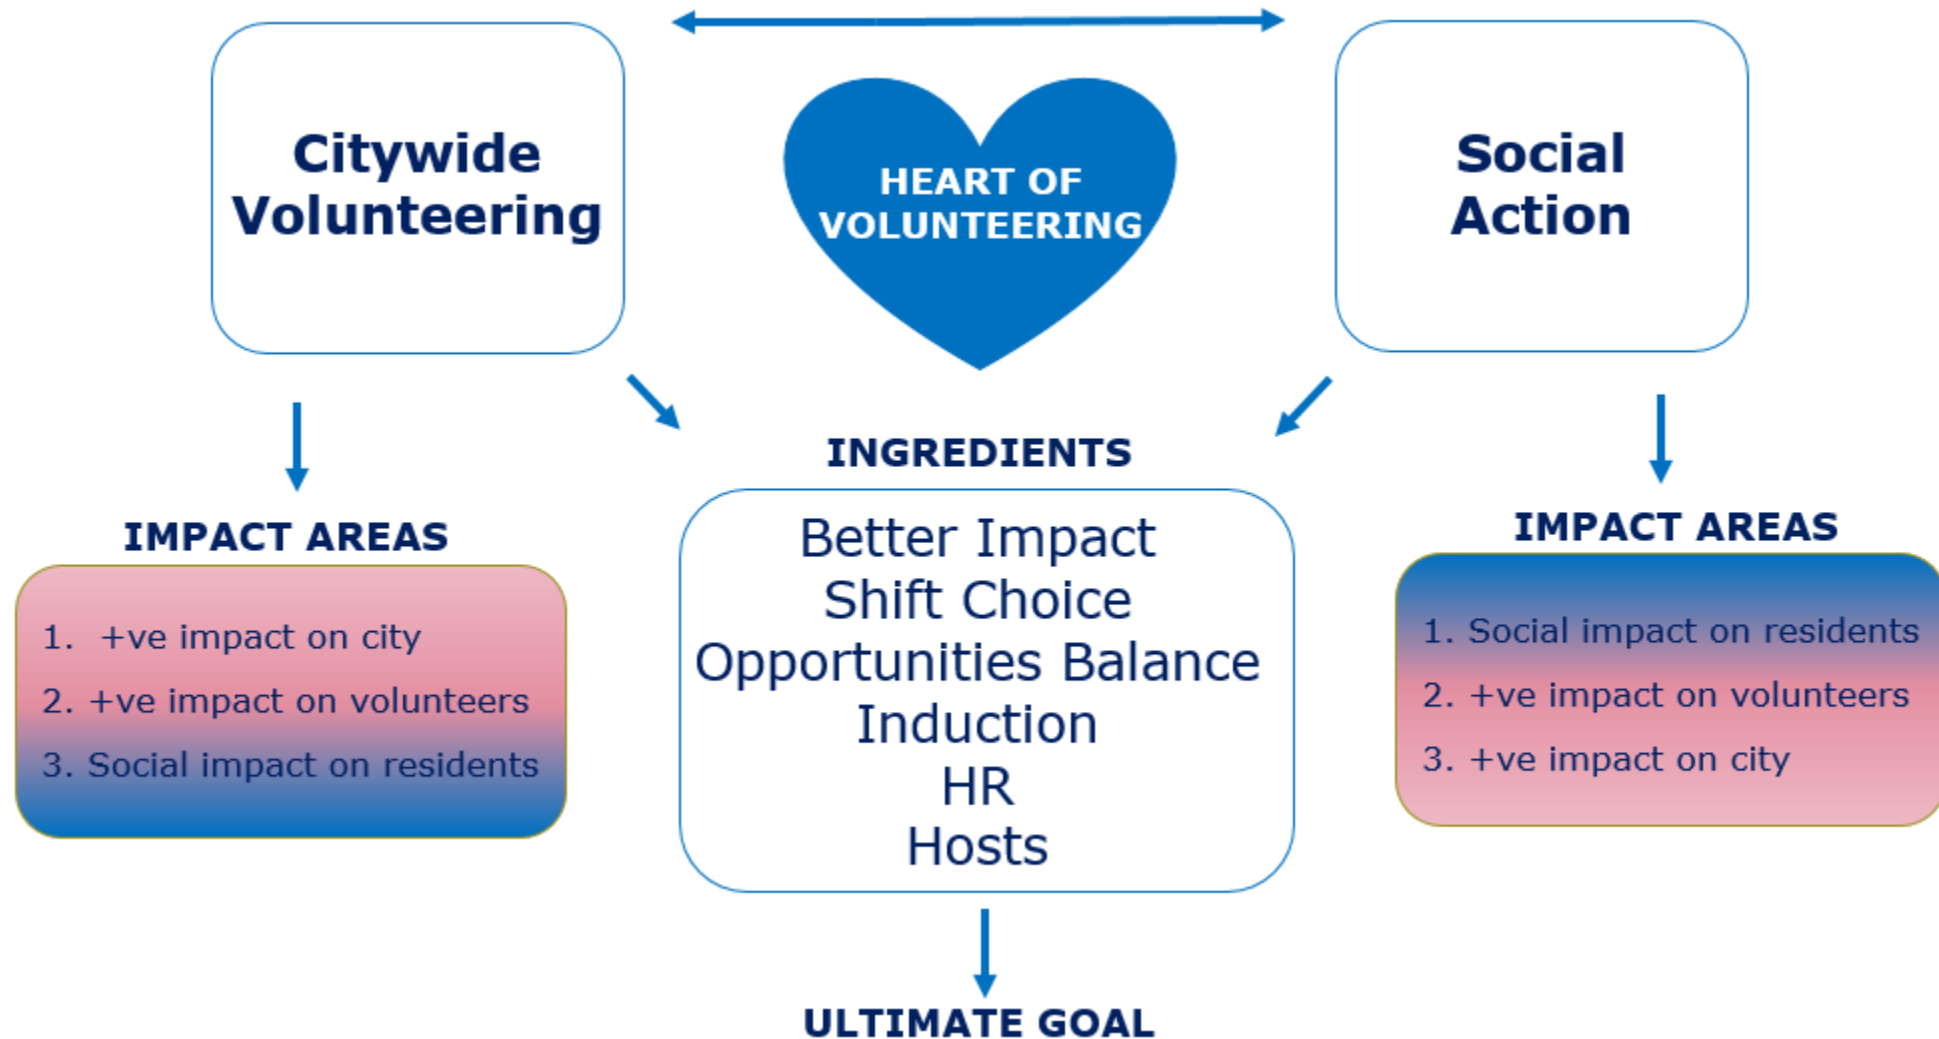 Citywide
Volunteering
HEART OF
VOLUNTEERING
Social
Action
IMPACT AREAS
1. +ve impact on city
2. +ve impact on volunteers
3. Social impact on residents
INGREDIENTS
Better Impact
Shift Choice
Opportunities Balance
Induction
HR
Hosts
IMPACT AREAS
1. Social impact on residents
2. +ve impact on volunteers
3. +ve impact on city
ULTIMATE GOAL